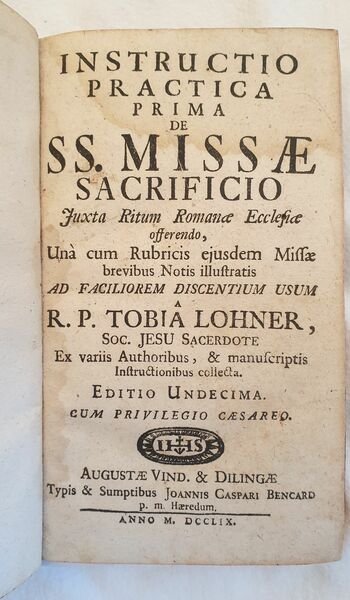 INSTRUCTIO
PRACTICA
PRIMA
DE
SS. MISSÆ
SACRIFICIO
Juxta Ritum Romanæ Eccleſiæ
offerendo,
Unà cum Rubricis ejusdem Miſſæ
brevibus Notis illuſtratis
AD FACILIOREM DISCENTIUM USUM
A
R. P. TOBIA LOHNER,
SOC. JESU SACERDOTE
Ex variis Authoribus, & manuſcriptis
Inſtructionibus collecta.
EDITIO UNDECIMA.
CUM PRIVILEGIO CÆSAREO.
IHS
AUGUSTÆ VIND. & DILINGÆ
Typis & Sumptibus JOANNIS CASPARI BENCARD
p. m. Hæredum.
ANNO M. DCCLIX.